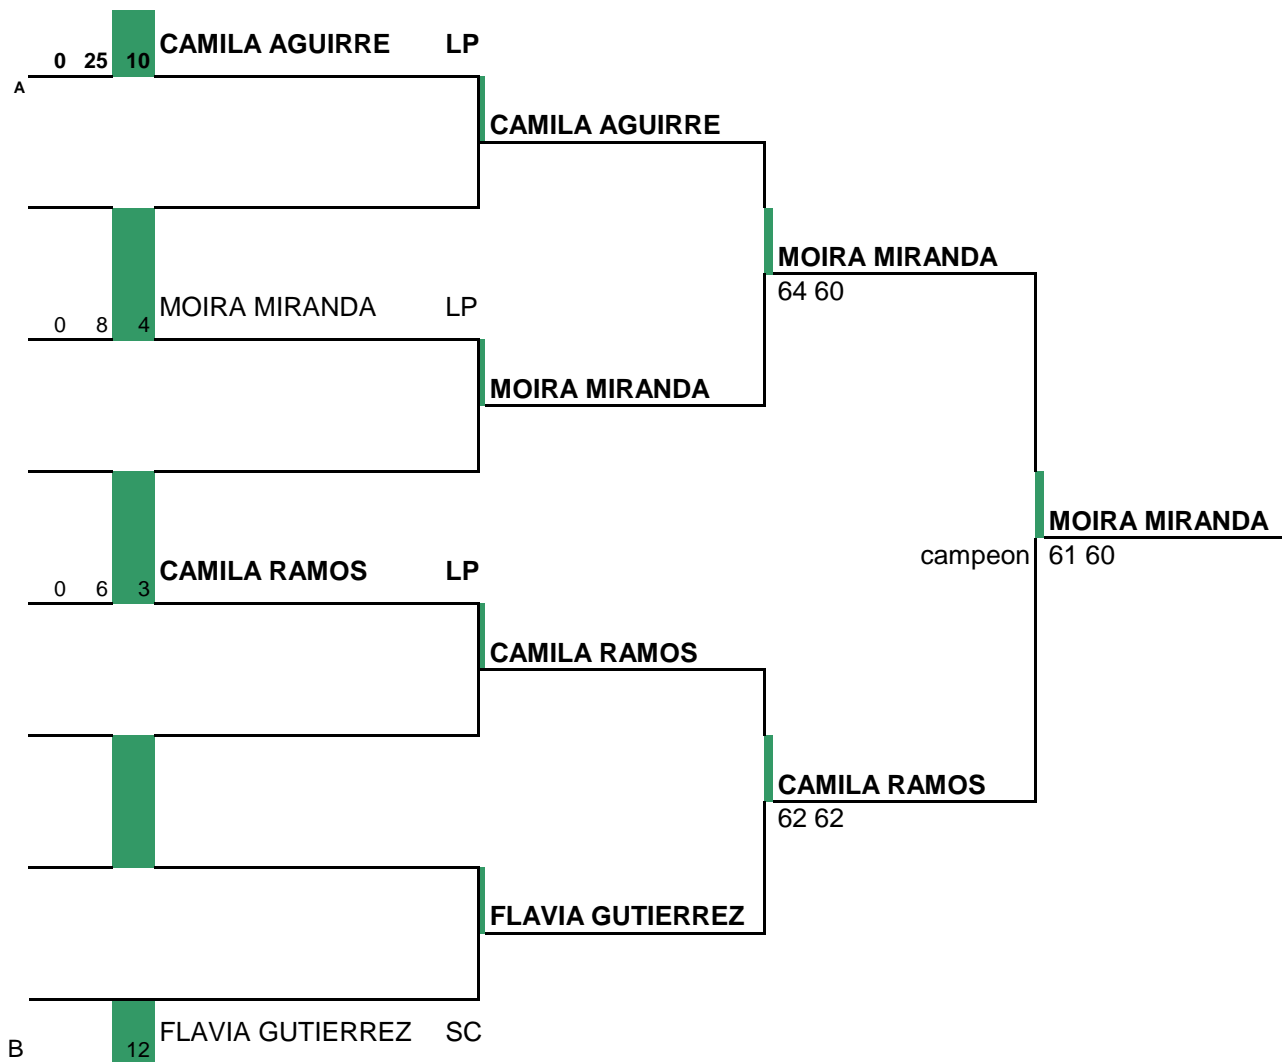 0 25 10 CAMILA AGUIRRE LP
A
CAMILA AGUIRRE
MOIRA MIRANDA
64 60
0 8 4 MOIRA MIRANDA LP
MOIRA MIRANDA
MOIRA MIRANDA
campeon 61 60
0 6 3 CAMILA RAMOS LP
CAMILA RAMOS
CAMILA RAMOS
62 62
FLAVIA GUTIERREZ
B 12 FLAVIA GUTIERREZ SC